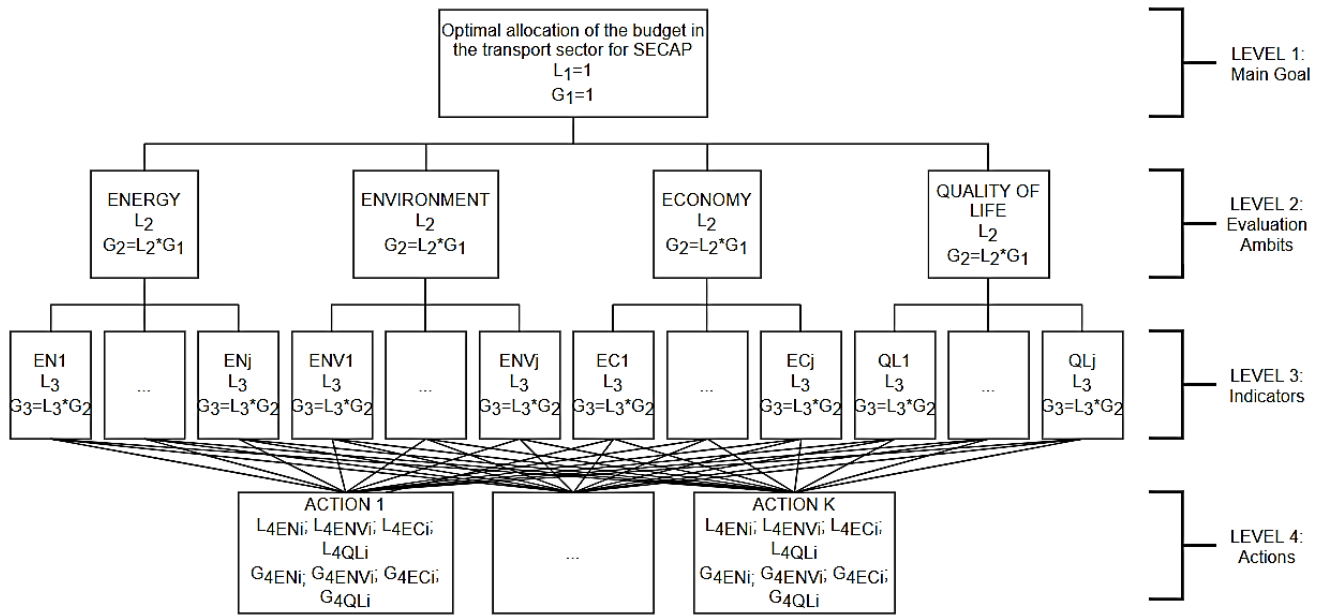 Optimal allocation of the budget in
the transport sector for SECAP
L1=1
G1=1
LEVEL 1:
Main Goal
ENERGY
L2
G2=L2*G1
ENVIRONMENT
L2
G2=L2*G1
ECONOMY
L2
G2=L2*G1
QUALITY OF
LIFE
L2
G2=L2*G1
LEVEL 2:
Evaluation
Ambits
EN1
L3
G3=L3*G2
...
ENj
L3
G3=L3*G2
ENV1
L3
G3=L3*G2
...
ENVj
L3
G3=L3*G2
EC1
L3
G3=L3*G2
...
ECj
L3
G3=L3*G2
QL1
L3
G3=L3*G2
...
QLj
L3
G3=L3*G2
LEVEL 3:
Indicators
ACTION 1
L4ENi; L4ENVi; L4ECi;
L4QLi
G4ENi; G4ENVi; G4ECi;
G4QLi
...
ACTION K
L4ENi; L4ENVi; L4ECi;
L4QLi
G4ENi; G4ENVi; G4ECi;
G4QLi
LEVEL 4:
Actions